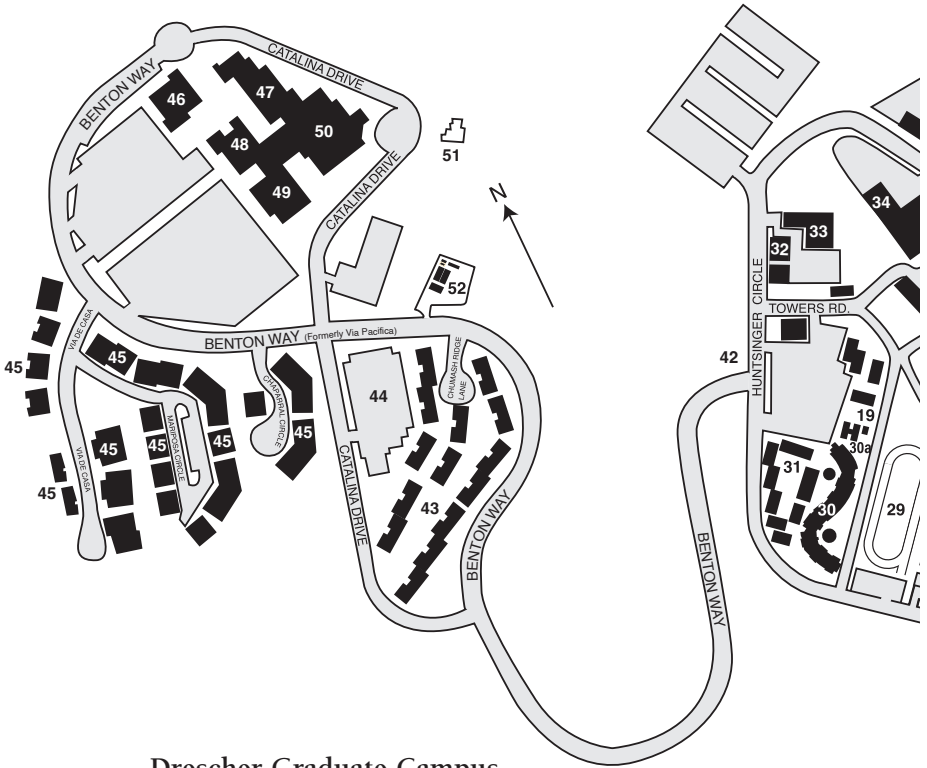 CATALINA DRIVE
BENTON WAY
47
46
50
48
51
49
CATALINA DRIVE
N
34
33
32
52
HUNTSINGER CIRCLE
TOWERS RD.
VIA DE CASA
BENTON WAY (Formerly Via Pacifica)
CHUMASH RIDGE LANE
42
45
45
44
CHAPARRAL CIRCLE
19
MARIPOSA CIRCLE
45
45
45
45
30a
VIA DE CASA
CATALINA DRIVE
31
45
43
30
29
BENTON WAY
BENTON WAY
Drescher Graduate Campus